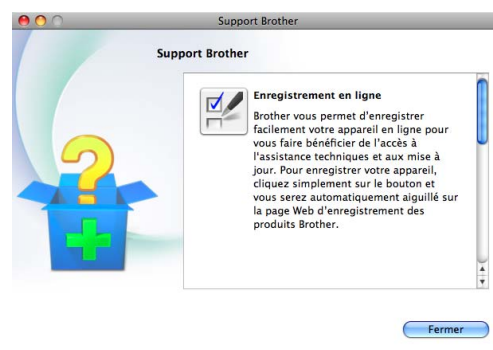 Support Brother
Support Brother
Enregistrement en ligne
Brother vous permet d'enregistrer
facilement votre appareil en ligne pour
vous faire bénéficier de l'accès à
l'assistance techniques et aux mise à
jour. Pour enregistrer votre appareil,
cliquez simplement sur le bouton et
vous serez automatiquement aiguillé sur
la page Web d'enregistrement des
produits Brother.
Fermer